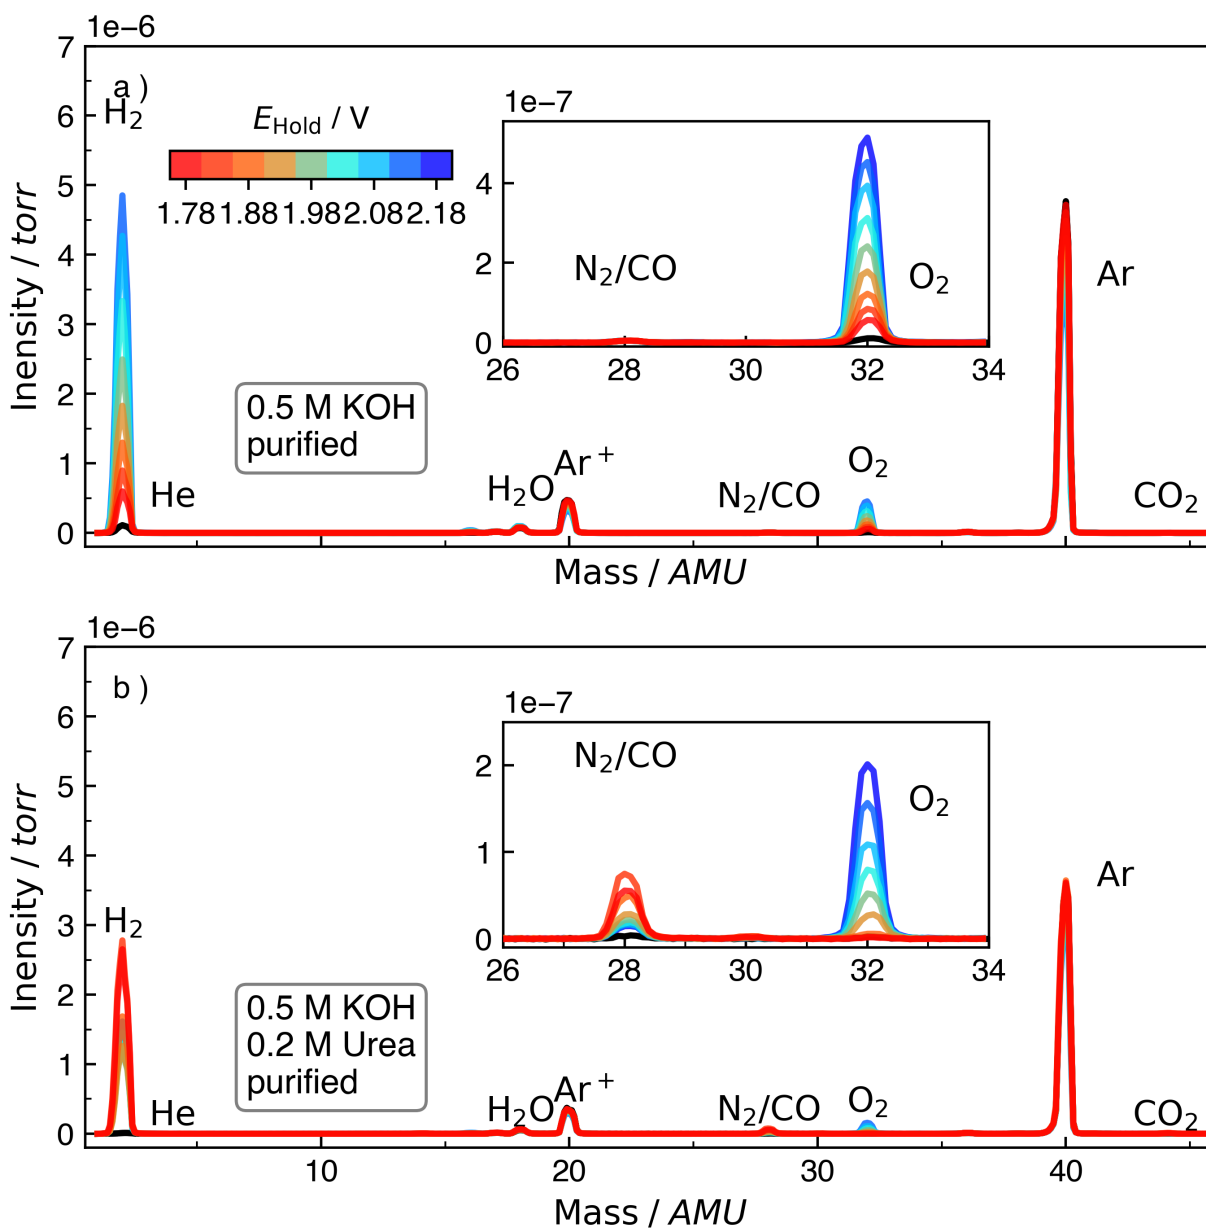 1e−6
7
a )
H₂
6
E_Hold / V
1.78 1.88 1.98 2.08 2.18
1e−7
4
2
0
N₂/CO
O₂
26 28 30 32 34
5
4
3
2
1
0
Inensity / torr
0.5 M KOH
purified
He
H₂O
Ar⁺
N₂/CO
O₂
Ar
CO₂
10 20 30 40
Mass / AMU
1e−6
7
b )
6
5
4
3
2
1
0
Inensity / torr
1e−7
2
1
0
N₂/CO
O₂
26 28 30 32 34
H₂
0.5 M KOH
0.2 M Urea
purified
He
H₂O
Ar⁺
N₂/CO
O₂
Ar
CO₂
10 20 30 40
Mass / AMU